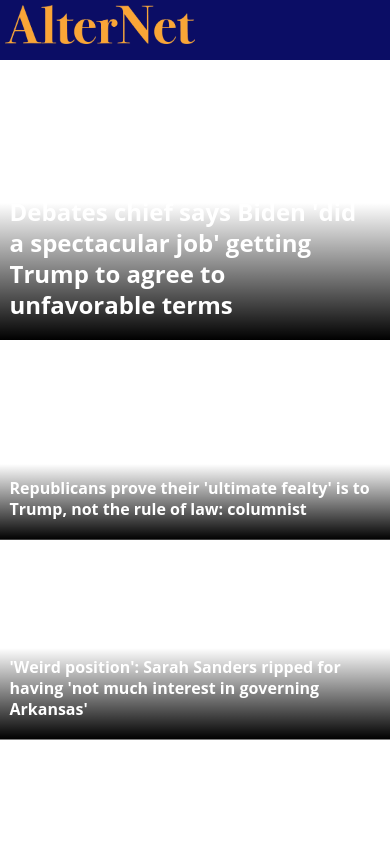 AlterNet
Debates chief says Biden 'did
a spectacular job' getting
Trump to agree to
unfavorable terms
Republicans prove their 'ultimate fealty' is to
Trump, not the rule of law: columnist
'Weird position': Sarah Sanders ripped for
having 'not much interest in governing
Arkansas'